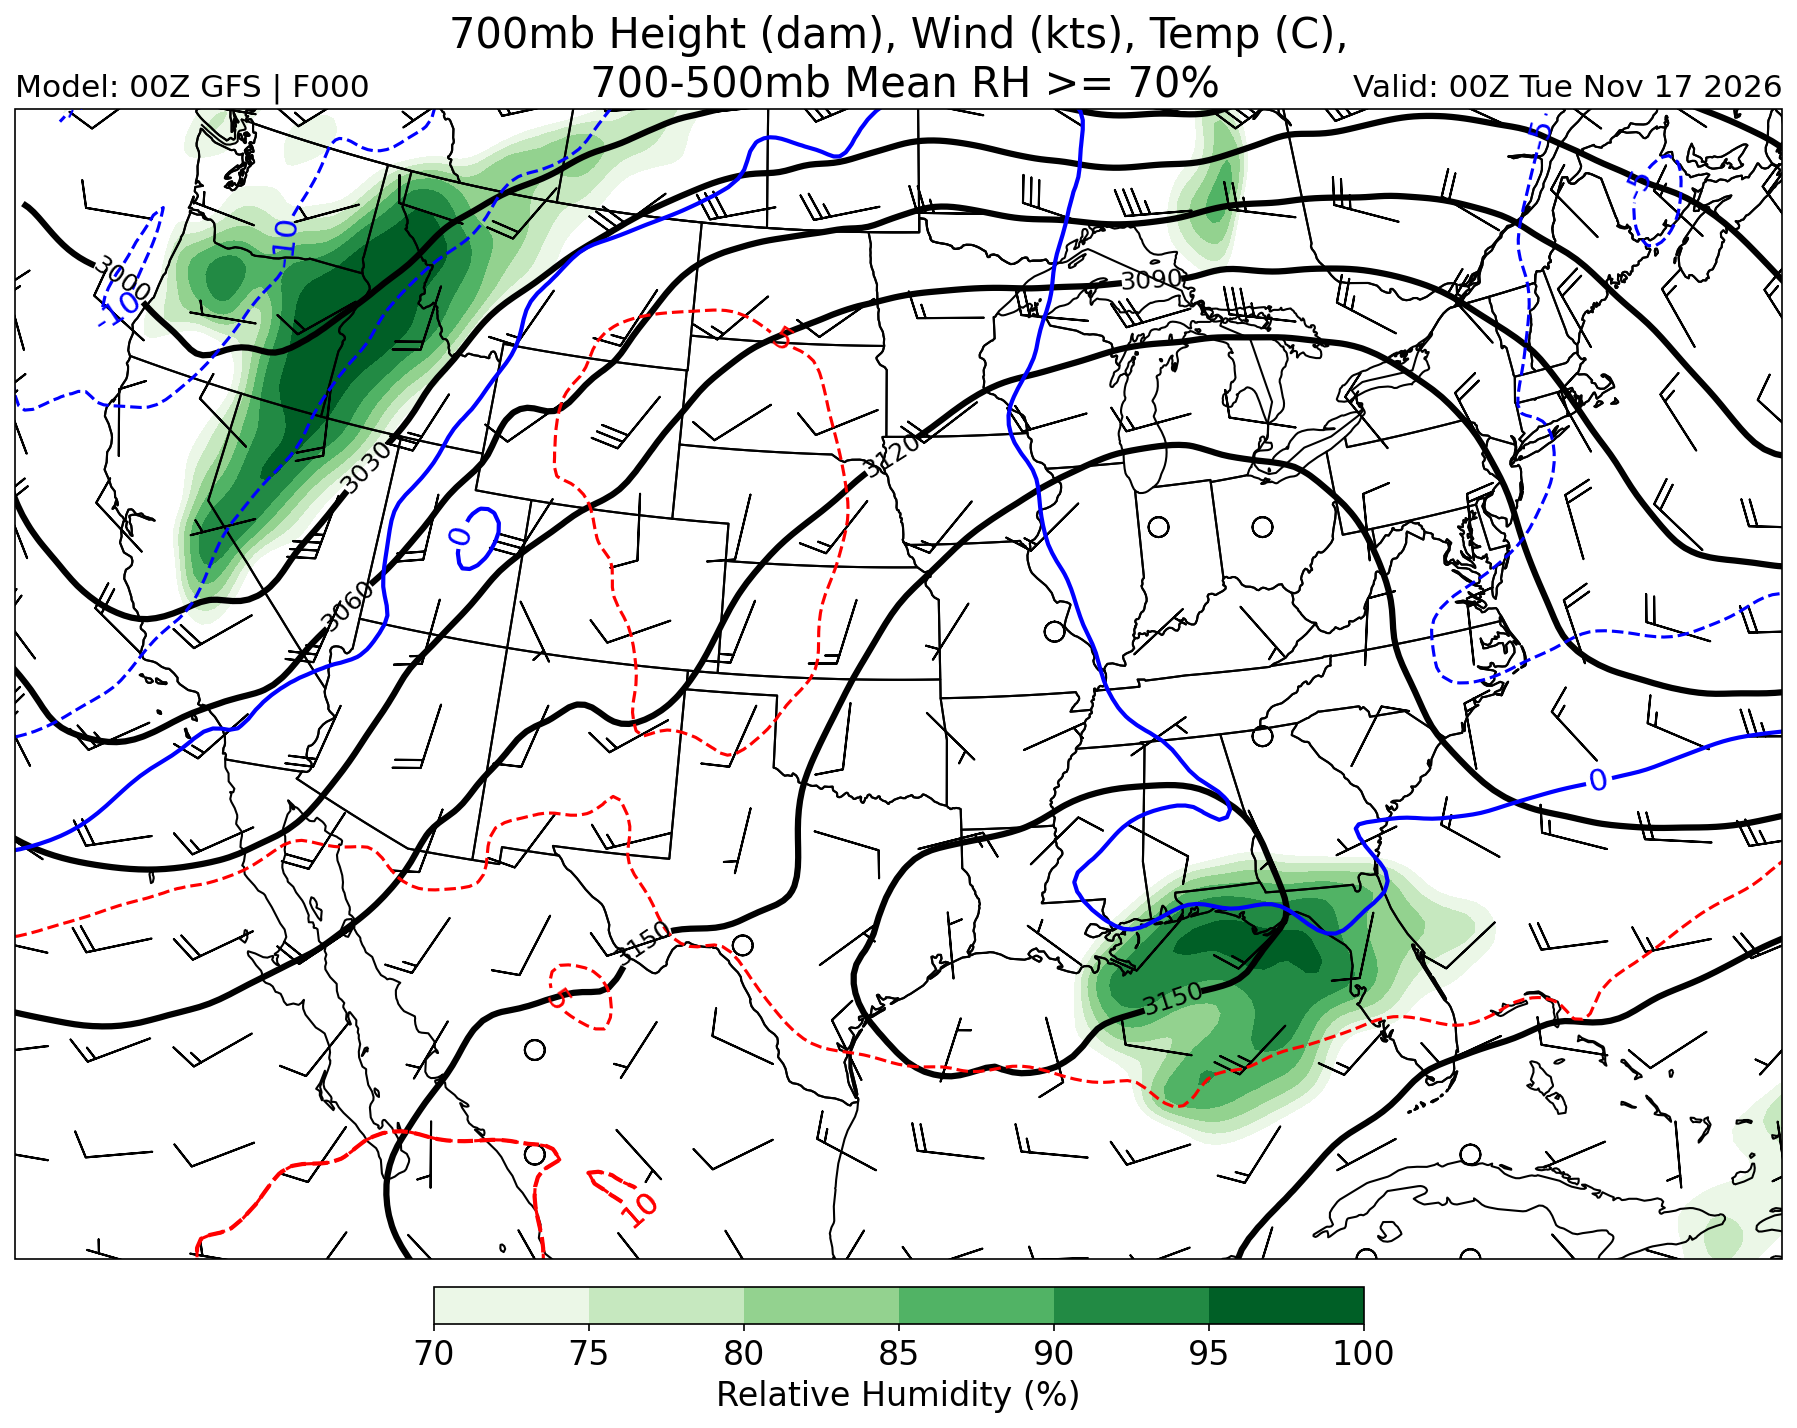 700mb Height (dam), Wind (kts), Temp (C),
700-500mb Mean RH >= 70%
Model: 00Z GFS | F000
Valid: 00Z Tue Nov 17 2026
5
5
10
3000
-10
3090
5
3120
3030
0
3060
0
3150
5
3150
10
70 75 80 85 90 95 100
Relative Humidity (%)